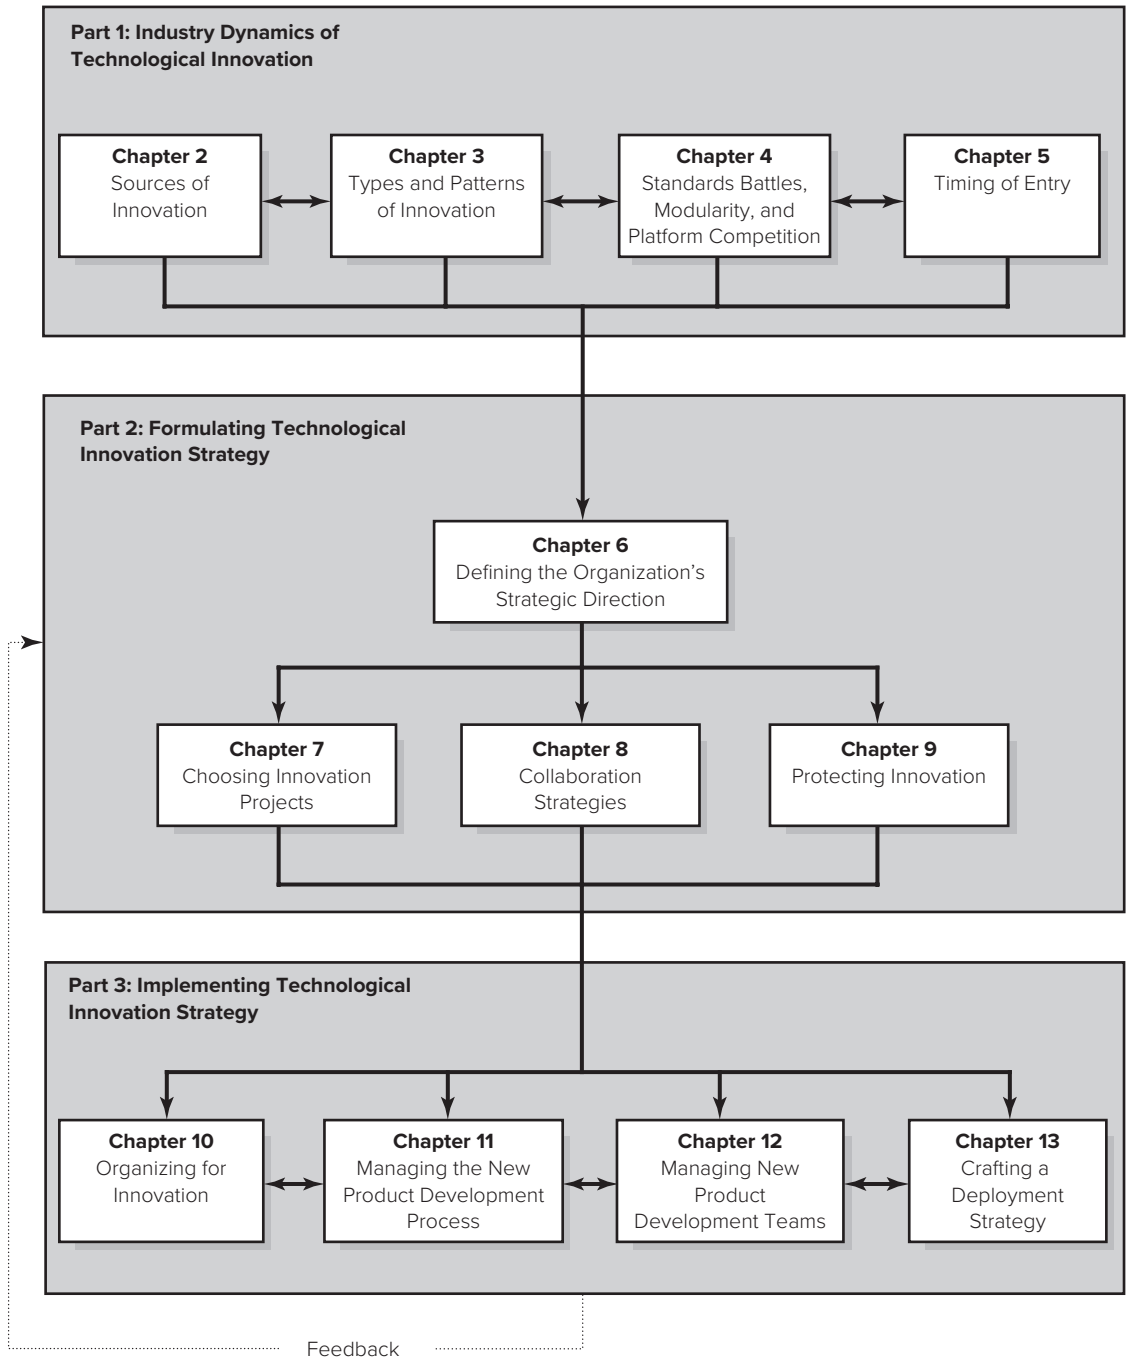 Part 1: Industry Dynamics of
Technological Innovation
Chapter 2
Sources of
Innovation
Chapter 3
Types and Patterns
of Innovation
Chapter 4
Standards Battles,
Modularity, and
Platform Competition
Chapter 5
Timing of Entry
Part 2: Formulating Technological
Innovation Strategy
Chapter 6
Defining the Organization’s
Strategic Direction
Chapter 7
Choosing Innovation
Projects
Chapter 8
Collaboration
Strategies
Chapter 9
Protecting Innovation
Part 3: Implementing Technological
Innovation Strategy
Chapter 10
Organizing for
Innovation
Chapter 11
Managing the New
Product Development
Process
Chapter 12
Managing New
Product
Development Teams
Chapter 13
Crafting a
Deployment
Strategy
Feedback